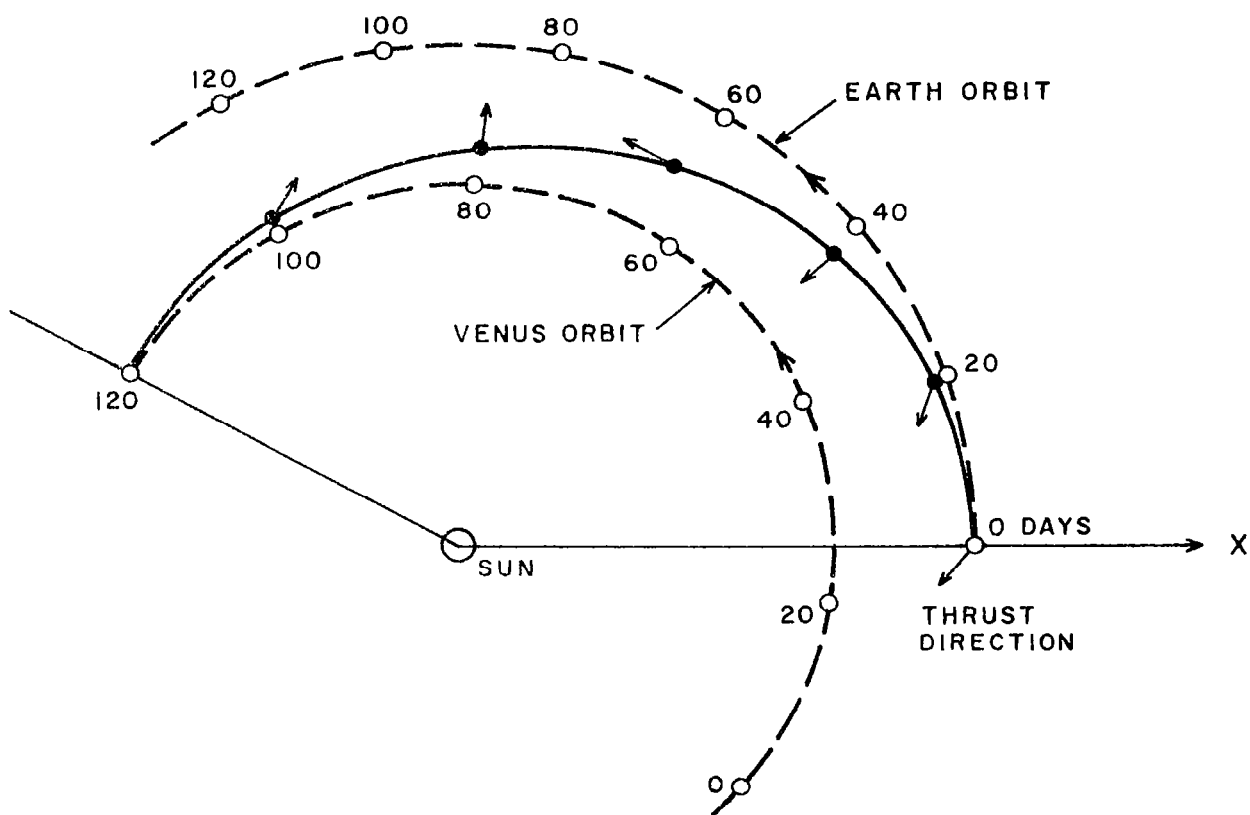 100
80
120
60
EARTH ORBIT
40
80
100
60
VENUS ORBIT
20
120
40
0 DAYS
X
SUN
20
THRUST
DIRECTION
0